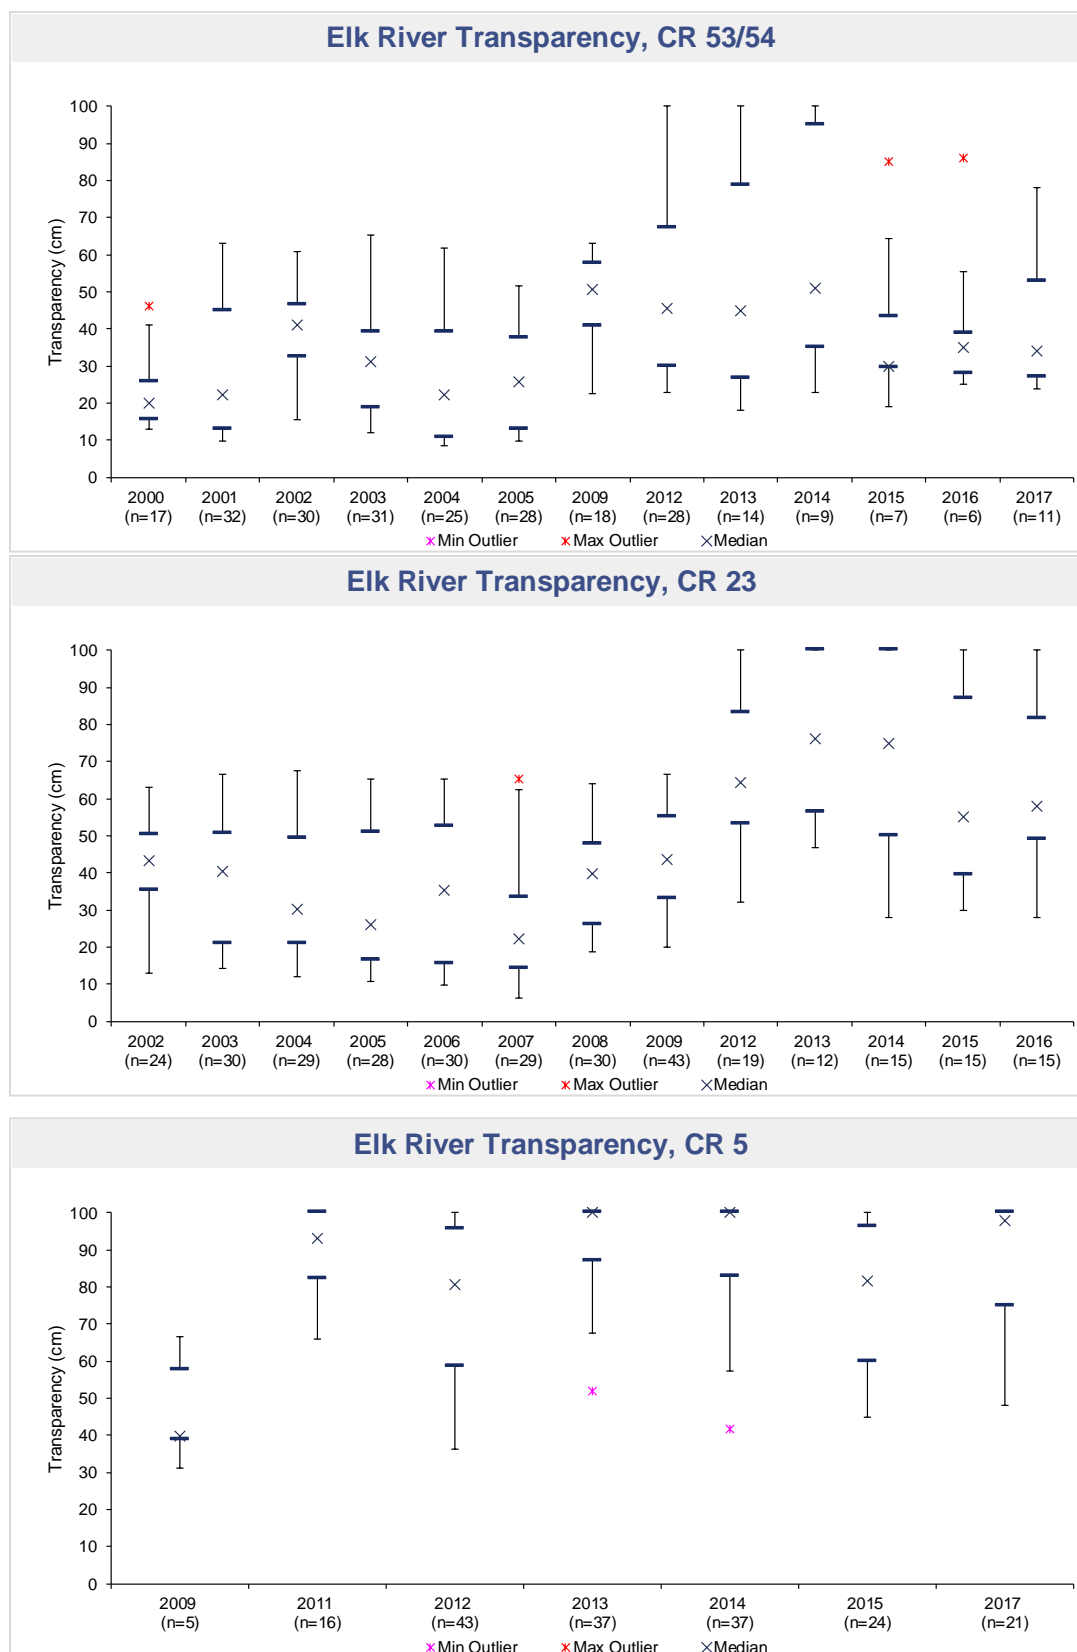 Elk River Transparency, CR 53/54
Transparency (cm)
100
90
80
70
60
50
40
30
20
10
0
2000 2001 2002 2003 2004 2005 2009 2012 2013 2014 2015 2016 2017
(n=17) (n=32) (n=30) (n=31) (n=25) (n=28) (n=18) (n=28) (n=14) (n=9) (n=7) (n=6) (n=11)
Min Outlier Max Outlier Median
Elk River Transparency, CR 23
Transparency (cm)
100
90
80
70
60
50
40
30
20
10
0
2002 2003 2004 2005 2006 2007 2008 2009 2012 2013 2014 2015 2016
(n=24) (n=30) (n=29) (n=28) (n=30) (n=29) (n=30) (n=43) (n=19) (n=12) (n=15) (n=15) (n=15)
Min Outlier Max Outlier Median
Elk River Transparency, CR 5
Transparency (cm)
100
90
80
70
60
50
40
30
20
10
0
2009 2011 2012 2013 2014 2015 2017
(n=5) (n=16) (n=43) (n=37) (n=37) (n=24) (n=21)
Min Outlier Max Outlier Median